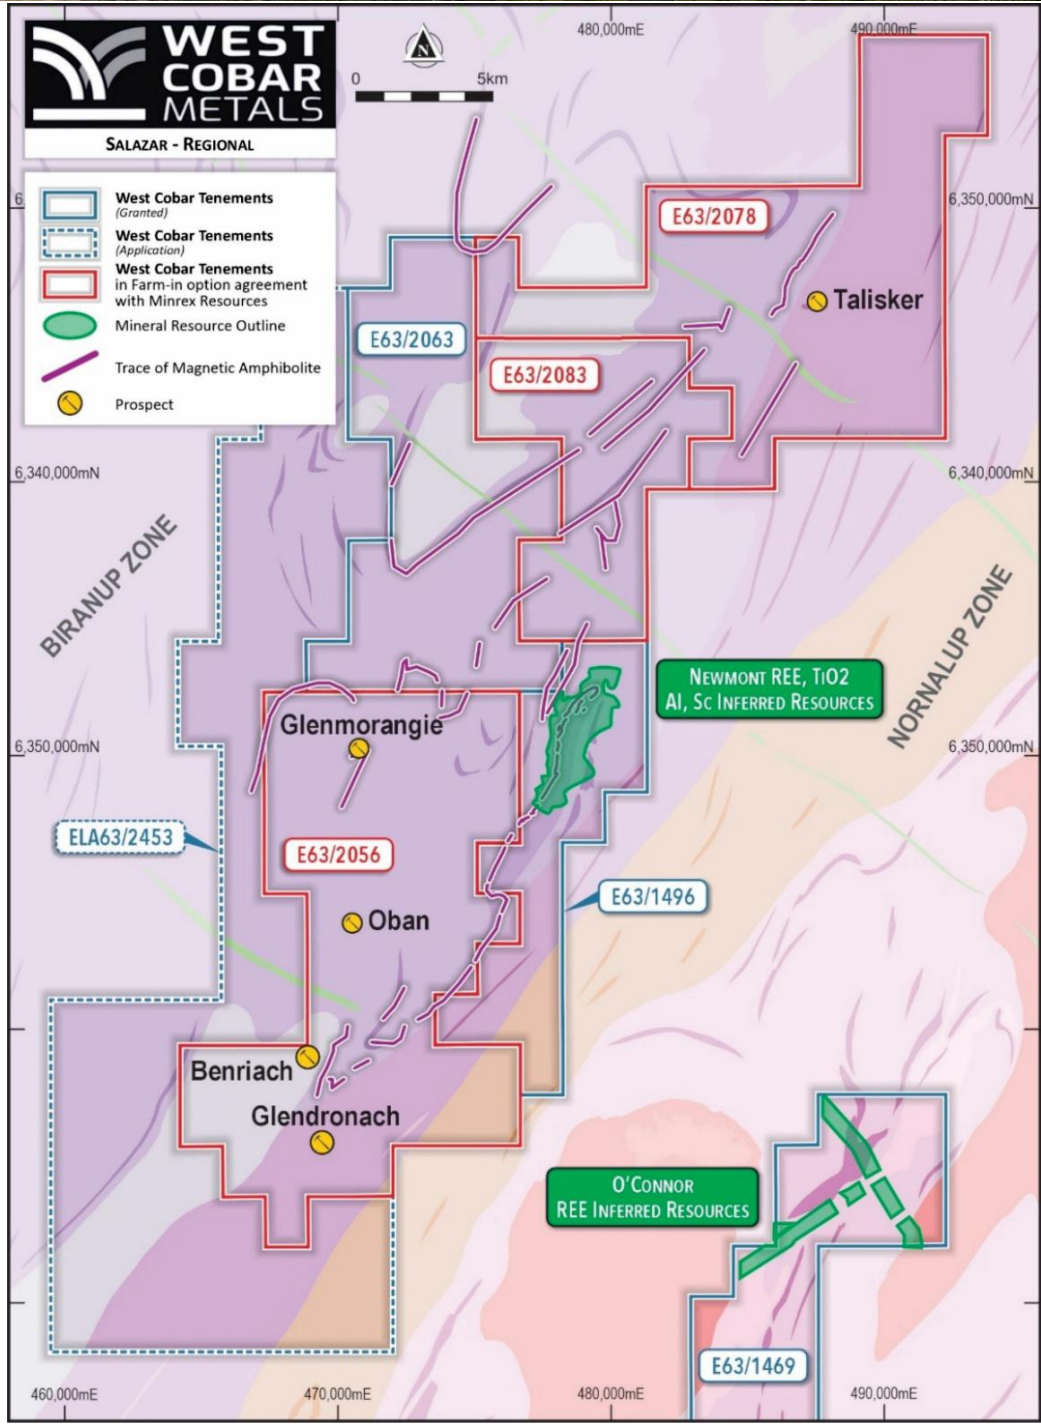 WEST
COBAR
METALS
SALAZAR - REGIONAL
N
0 5km
480,000mE
490,000mE
West Cobar Tenements
(Granted)
West Cobar Tenements
(Application)
West Cobar Tenements
in Farm-in option agreement
with Minrex Resources
Mineral Resource Outline
Trace of Magnetic Amphibolite
Prospect
6
6,350,000mN
E63/2078
Talisker
E63/2063
E63/2083
6,340,000mN
6,340,000mN
BIRANUP ZONE
NORNALUP ZONE
NEWMONT REE, TIO2
Al, SC INFERRED RESOURCES
Glenmorangie
6,350,000mN
6,350,000mN
ELA63/2453
E63/2056
E63/1496
Oban
Benriach
Glendronach
O'CONNOR
REE INFERRED RESOURCES
E63/1469
460,000mE
470,000mE
480,000mE
490,000mE